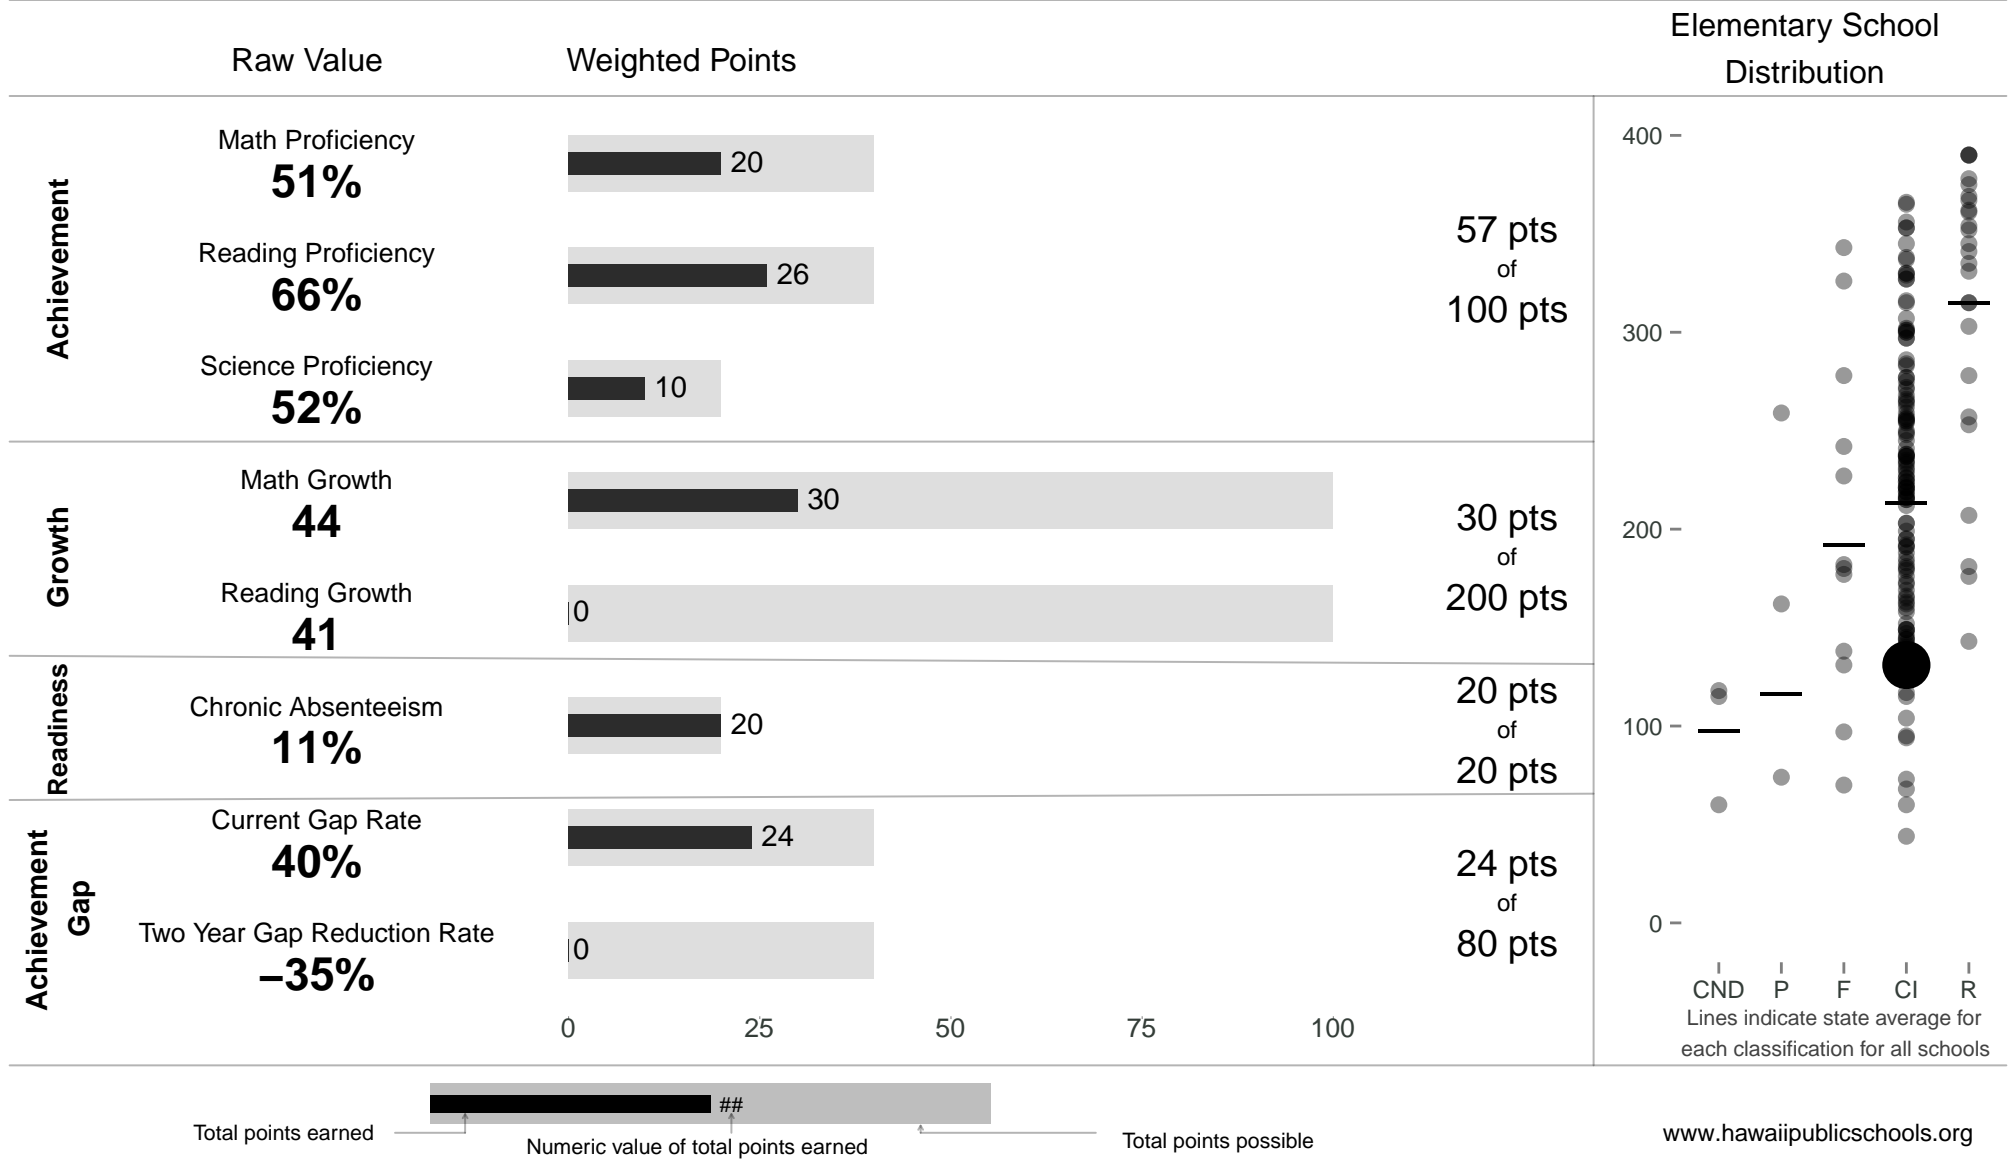 Raw Value
Weighted Points
Elementary School
Distribution
Achievement
Math Proficiency
51%
20
Reading Proficiency
66%
26
Science Proficiency
52%
10
57 pts
of
100 pts
Growth
Math Growth
44
30
Reading Growth
41
0
30 pts
of
200 pts
Readiness
Chronic Absenteeism
11%
20
20 pts
of
20 pts
Achievement
Gap
Current Gap Rate
40%
24
Two Year Gap Reduction Rate
–35%
0
24 pts
of
80 pts
0 25 50 75 100
400
300
200
100
0
CND P F CI R
Lines indicate state average for
each classification for all schools
##
Total points earned
Numeric value of total points earned
Total points possible
www.hawaiipublicschools.org